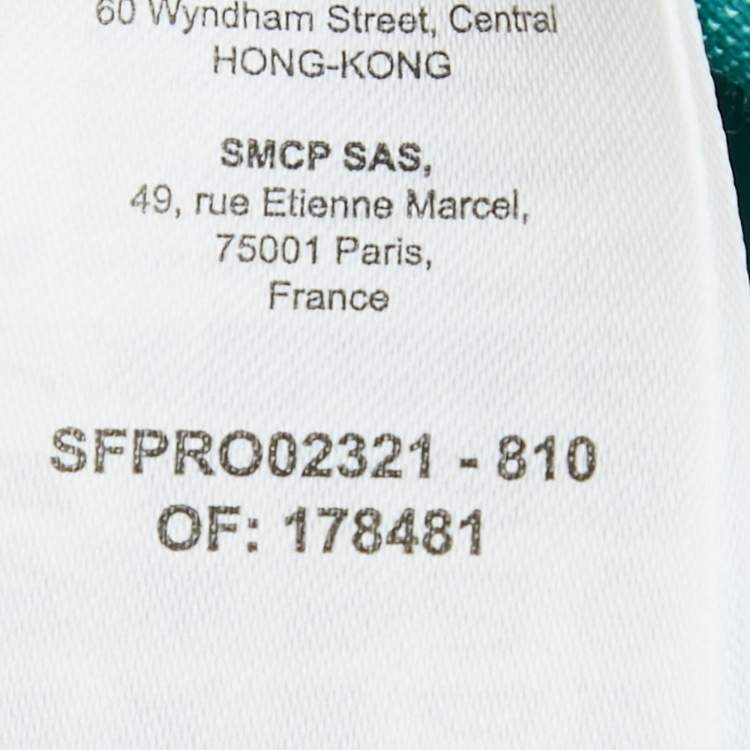 60 Wyndham Street, Central
HONG-KONG
SMCP SAS,
49, rue Etienne Marcel,
75001 Paris,
France
SFPRO02321 - 810
OF: 178481